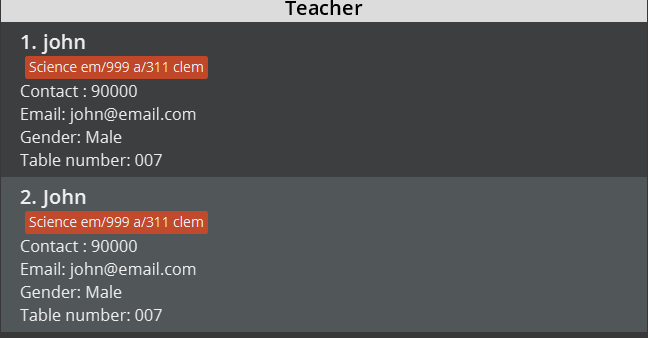 Teacher
1. john
Science em/999 a/311 clem
Contact : 90000
Email: john@email.com
Gender: Male
Table number: 007
2. John
Science em/999 a/311 clem
Contact : 90000
Email: john@email.com
Gender: Male
Table number: 007